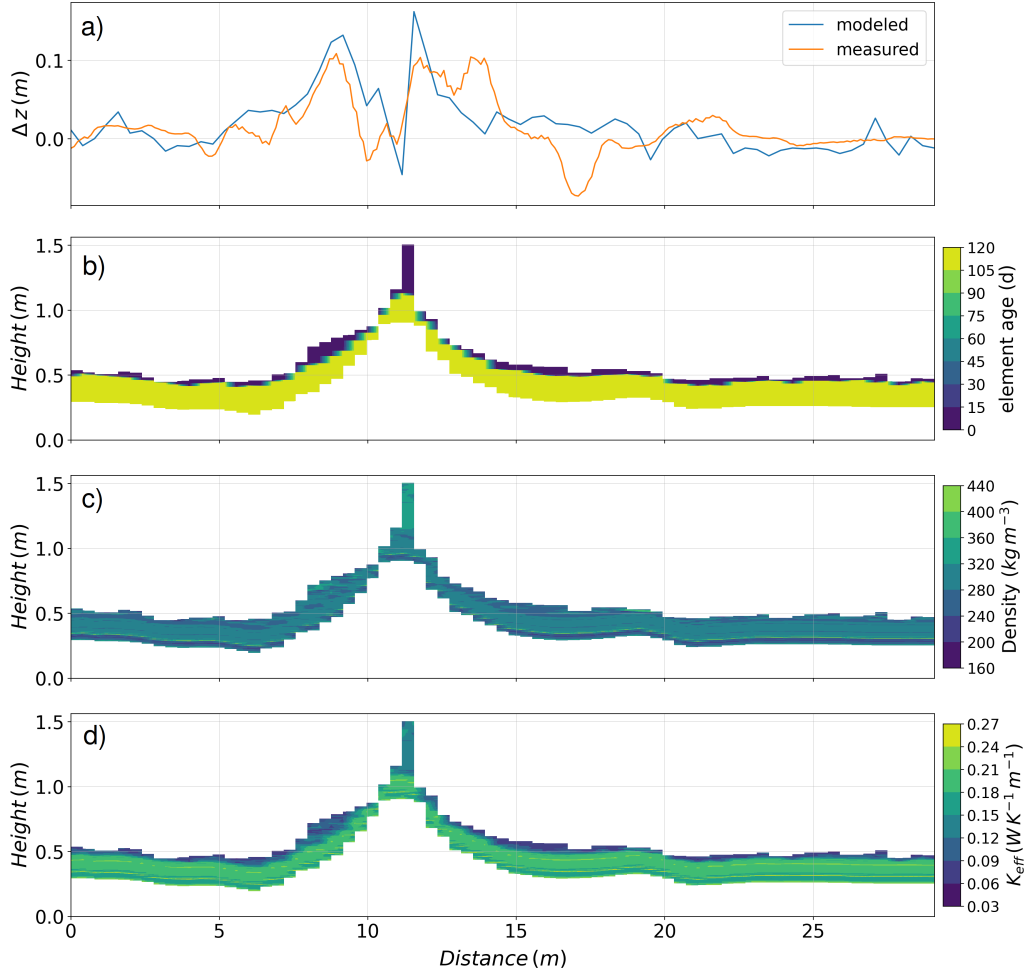 a)
modeled
measured
Δ z (m)
0.1
0.0
b)
Height (m)
1.5
1.0
0.5
0.0
120
105
90
75
60
45
30
15
0
element age (d)
c)
Height (m)
1.5
1.0
0.5
0.0
440
400
360
320
280
240
200
160
Density (kg m⁻³)
d)
Height (m)
1.5
1.0
0.5
0.0
0.27
0.24
0.21
0.18
0.15
0.12
0.09
0.06
0.03
K_eff (W K⁻¹ m⁻¹)
0 5 10 15 20 25
Distance (m)